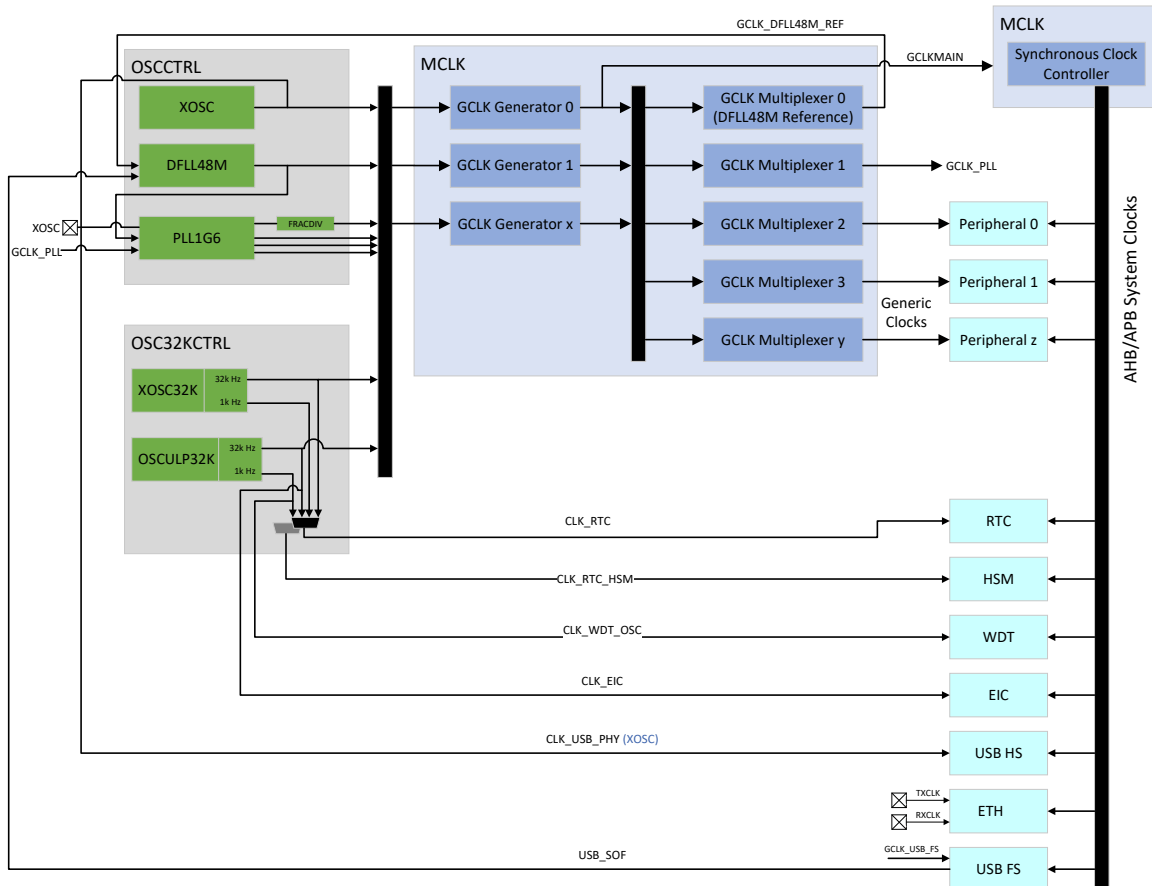 GCLK_DFLL48M_REF
MCLK
OSCCTRL
MCLK
GCLKMAIN
Synchronous Clock
Controller
XOSC
GCLK Generator 0
GCLK Multiplexer 0
(DFLL48M Reference)
DFLL48M
GCLK Generator 1
GCLK Multiplexer 1
GCLK_PLL
XOSC
PLL1G6
FRACDIV
GCLK Generator x
GCLK Multiplexer 2
Peripheral 0
GCLK_PLL
GCLK Multiplexer 3
Peripheral 1
Generic
Clocks
OSC32KCTRL
GCLK Multiplexer y
Peripheral z
AHB/APB System Clocks
XOSC32K
32k Hz
1k Hz
OSCULP32K
32k Hz
1k Hz
CLK_RTC
RTC
CLK_RTC_HSM
HSM
CLK_WDT_OSC
WDT
CLK_EIC
EIC
CLK_USB_PHY (XOSC)
USB HS
TXCLK
RXCLK
ETH
USB_SOF
GCLK_USB_FS
USB FS